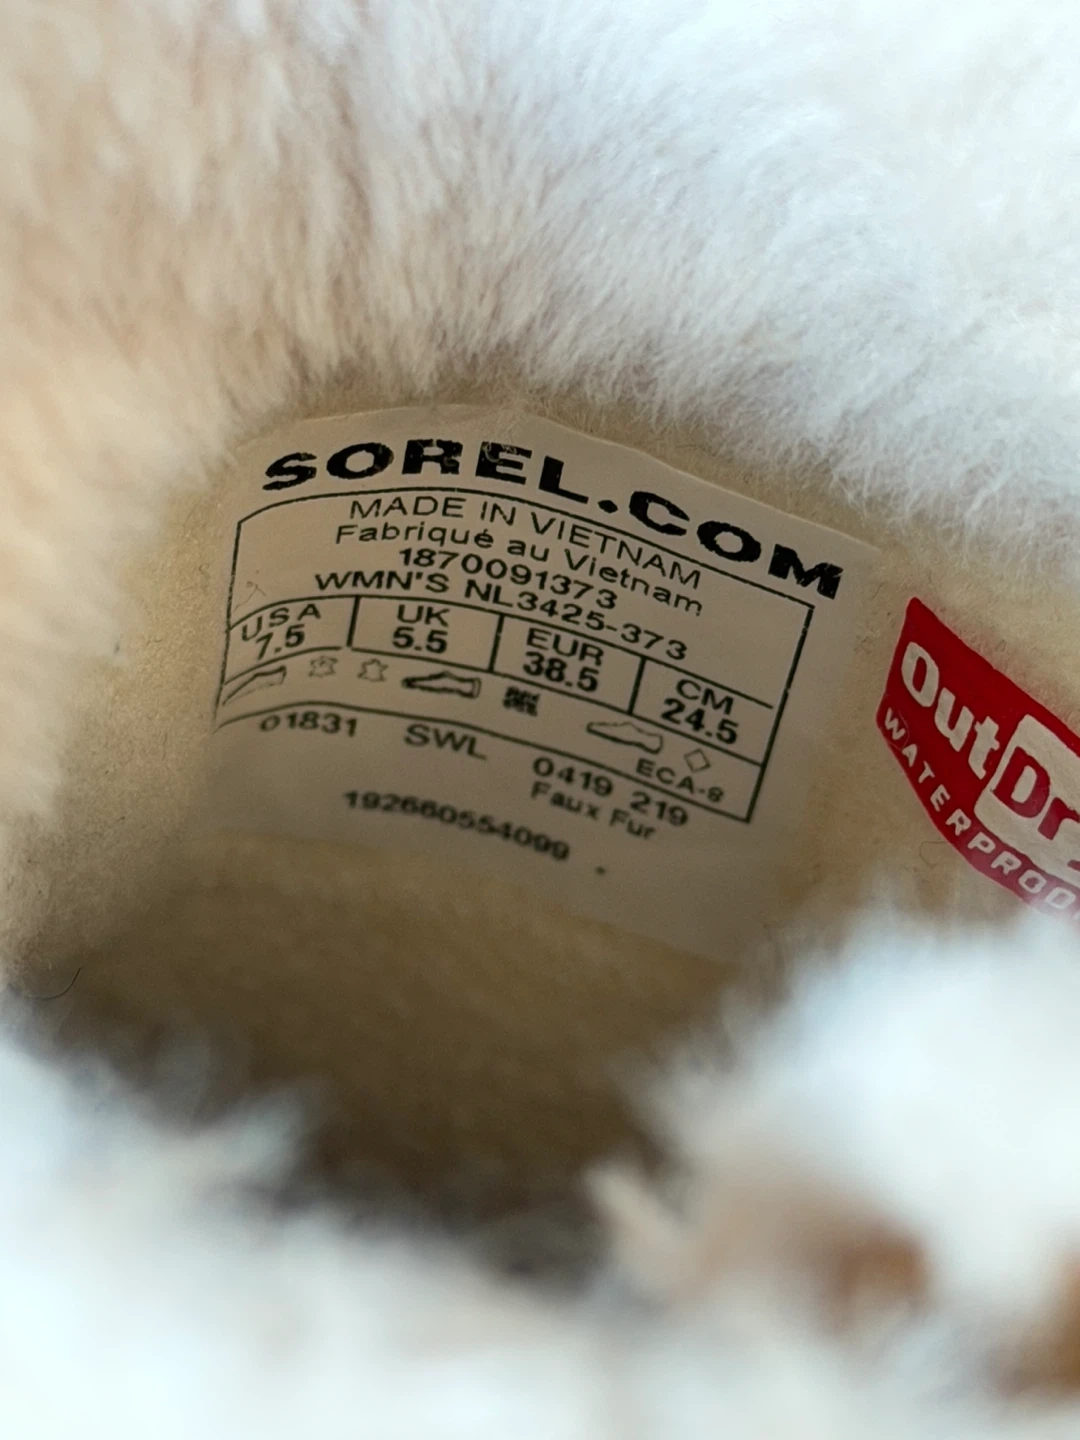 SOREL.COM
MADE IN VIETNAM
Fabriqué au Vietnam
1870091373
WMN'S NL3425-373
USA UK EUR CM
7.5 5.5 38.5 24.5
ECA-8
01831 SWL 0419 219
Faux Fur
192660554099
OutDr
WATERPROO